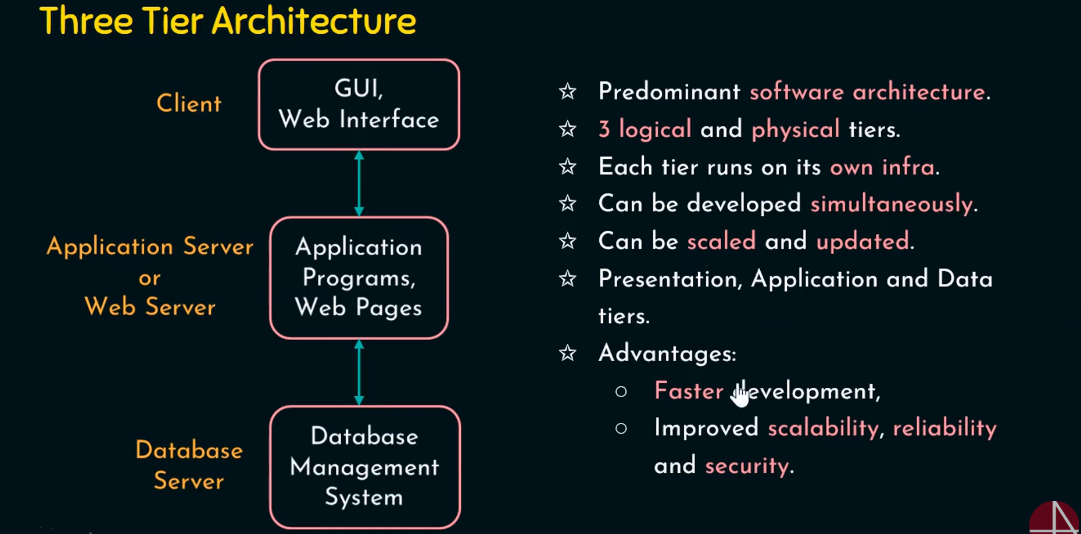 Three Tier Architecture
Client
GUI,
Web Interface
Application Server
or
Web Server
Application
Programs,
Web Pages
Database
Server
Database
Management
System
☆ Predominant software architecture.
☆ 3 logical and physical tiers.
☆ Each tier runs on its own infra.
☆ Can be developed simultaneously.
☆ Can be scaled and updated.
☆ Presentation, Application and Data
tiers.
☆ Advantages:
○ Faster development,
○ Improved scalability, reliability
and security.